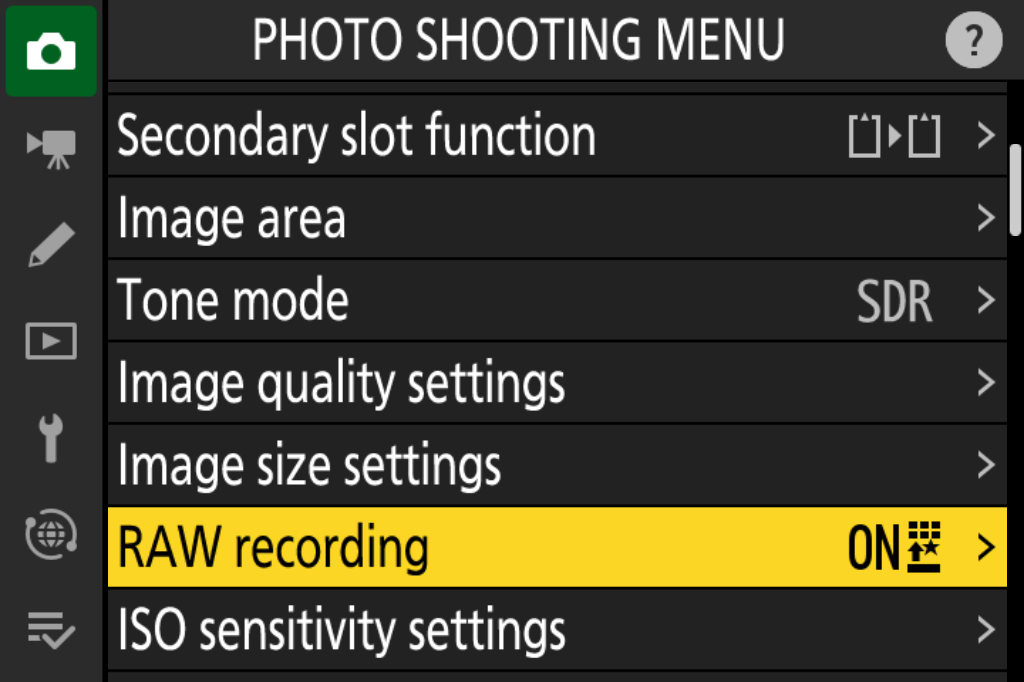 PHOTO SHOOTING MENU ?
Secondary slot function
Image area
Tone mode SDR
Image quality settings
Image size settings
RAW recording ON
ISO sensitivity settings